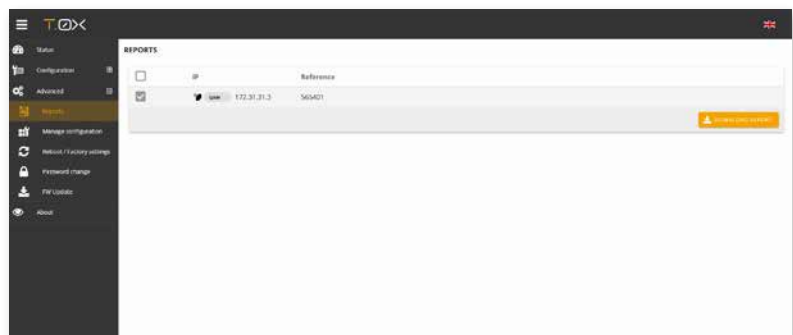 T.0X
Status
REPORTS
Configuration
IP
Reference
Advanced
172.31.31.3
565401
Reports
DOWNLOAD REPORT
Manage configuration
Reboot / Factory settings
Password change
FW Update
About